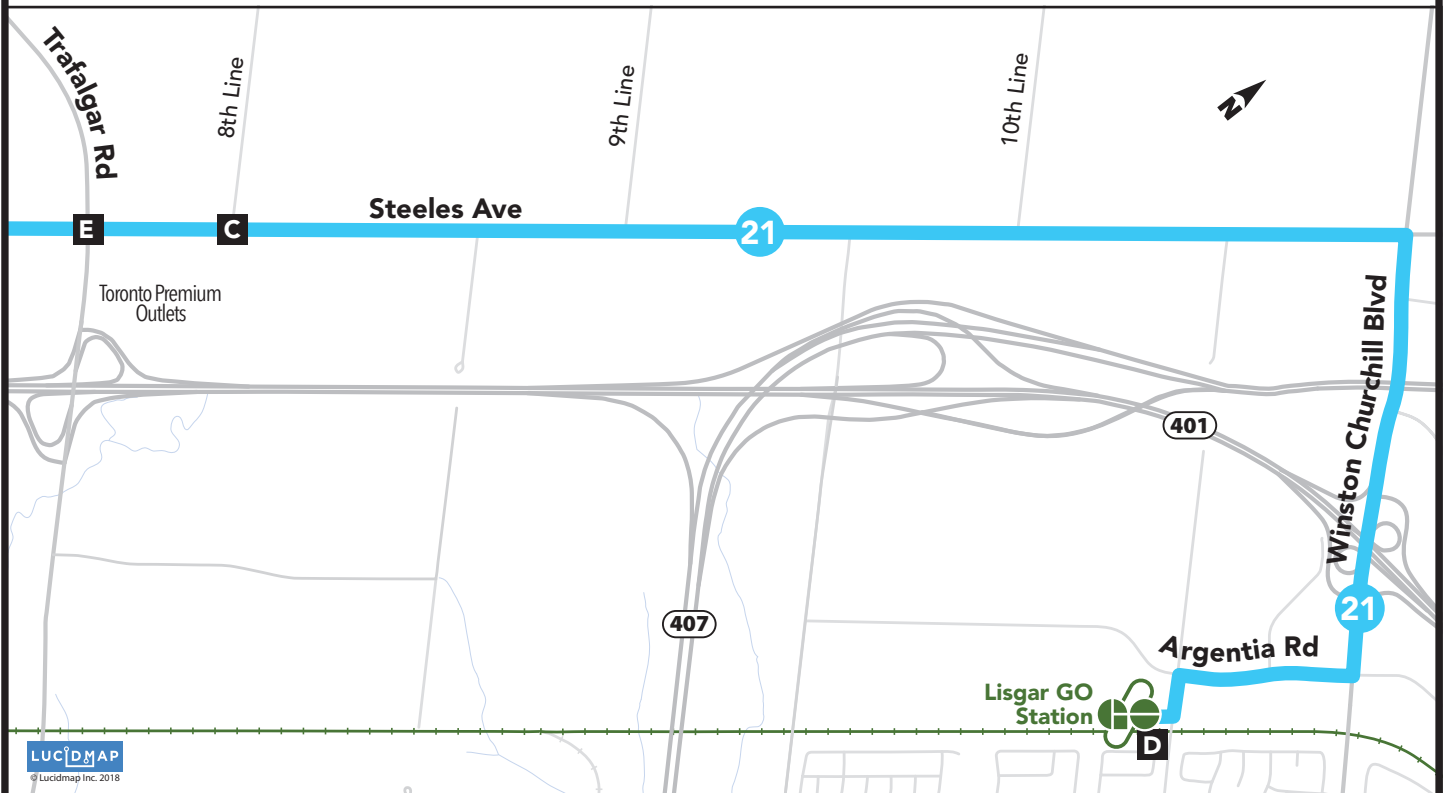 Trafalgar Rd
8th Line
9th Line
10th Line
N
Steeles Ave
E
C
21
Toronto Premium
Outlets
Winston Churchill Blvd
401
407
21
Argentia Rd
Lisgar GO
Station
D
LUCIDMAP
© Lucidmap Inc. 2018